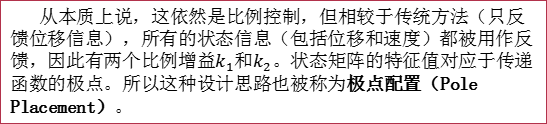 从本质上说，这依然是比例控制，但相较于传统方法（只反
馈位移信息），所有的状态信息（包括位移和速度）都被用作反
馈，因此有两个比例增益k₁和k₂。状态矩阵的特征值对应于传递
函数的极点。所以这种设计思路也被称为极点配置（Pole
Placement）。